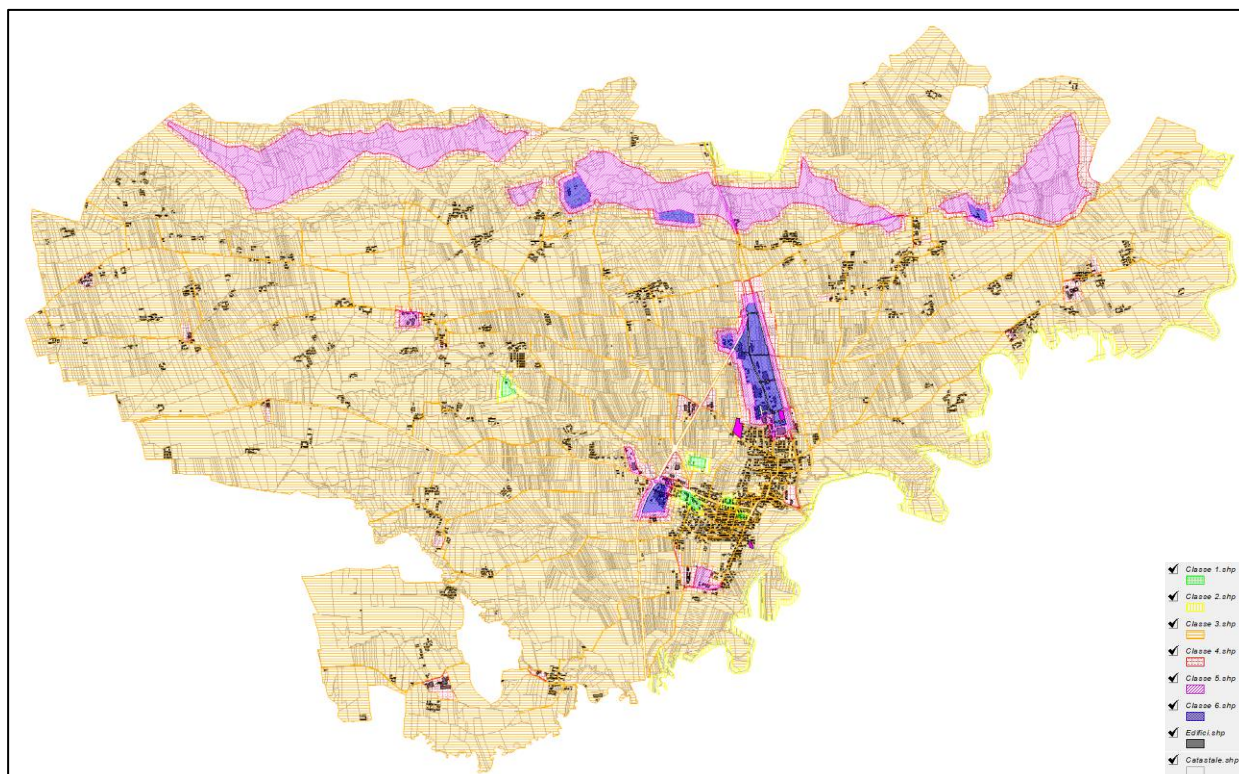 Classe 1.shp
Classe 2.shp
Classe 3.shp
Classe 4.shp
Classe 5.shp
Classe 6.shp
Edifici.shp
Catastale.shp